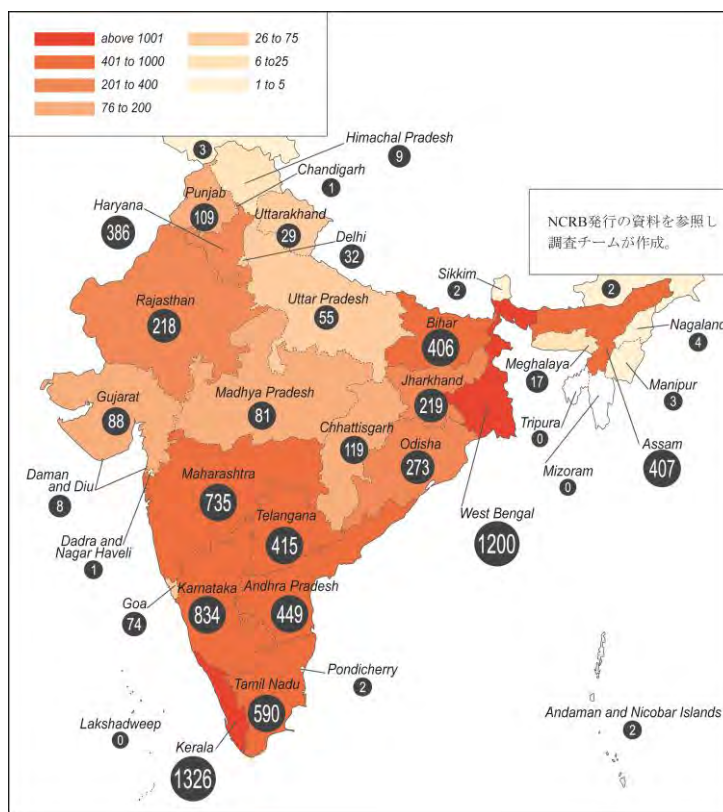 above 1001
401 to 1000
201 to 400
76 to 200
26 to 75
6 to25
1 to 5
3
Himachal Pradesh
9
Chandigarh
1
Punjab
109
Haryana
386
Uttarakhand
29
Delhi
32
NCRB発行の資料を参照し
調査チームが作成。
Rajasthan
218
Uttar Pradesh
55
Sikkim
2
2
Bihar
406
Nagaland
4
Meghalaya
17
Manipur
3
Gujarat
88
Madhya Pradesh
81
Jharkhand
219
Tripura
0
Chhattisgarh
119
Odisha
273
Mizoram
0
Assam
407
Daman
and Diu
8
Maharashtra
735
Telangana
415
West Bengal
1200
Dadra and
Nagar Haveli
1
Goa
74
Karnataka
834
Andhra Pradesh
449
Pondicherry
2
Tamil Nadu
590
Lakshadweep
0
Andaman and Nicobar Islands
2
Kerala
1326